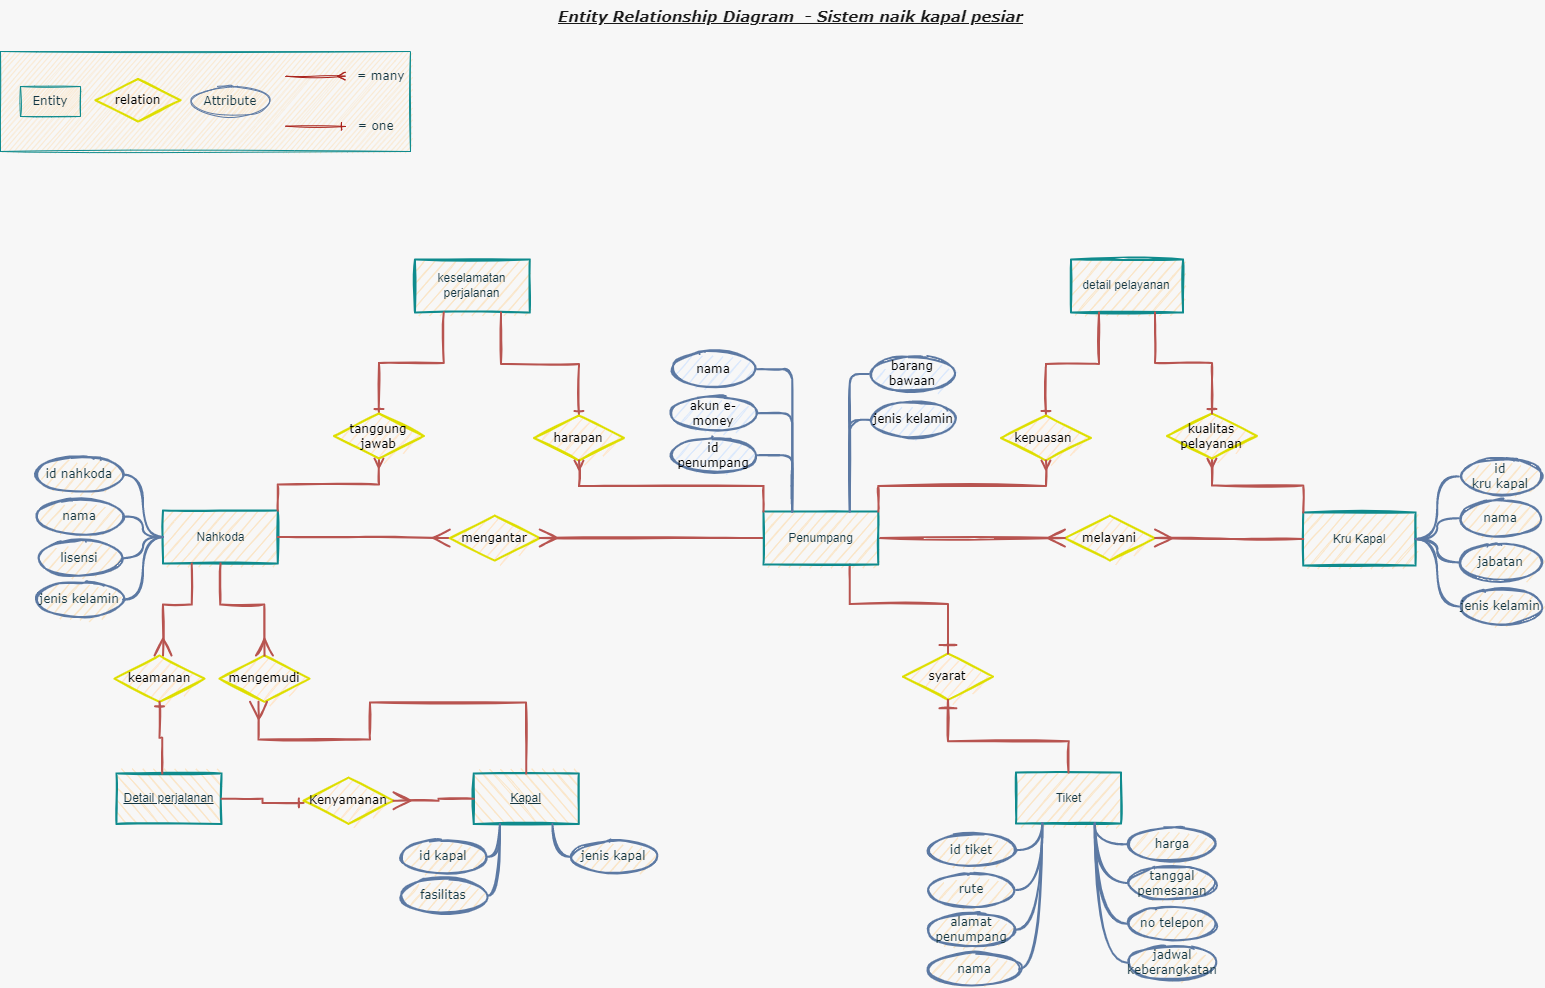 Entity Relationship Diagram - Sistem naik kapal pesiar
= many
Entity
relation
Attribute
= one
keselamatan
perjalanan
detail pelayanan
nama
barang
bawaan
akun e-
money
jenis kelamin
id
penumpang
tanggung
jawab
harapan
kepuasan
kualitas
pelayanan
id nahkoda
nama
lisensi
jenis kelamin
Nahkoda
mengantar
Penumpang
melayani
Kru Kapal
id
kru kapal
nama
jabatan
jenis kelamin
keamanan
mengemudi
syarat
Detail perjalanan
Kenyamanan
Kapal
Tiket
id kapal
jenis kapal
fasilitas
id tiket
rute
alamat
penumpang
nama
harga
tanggal
pemesanan
no telepon
jadwal
keberangkatan